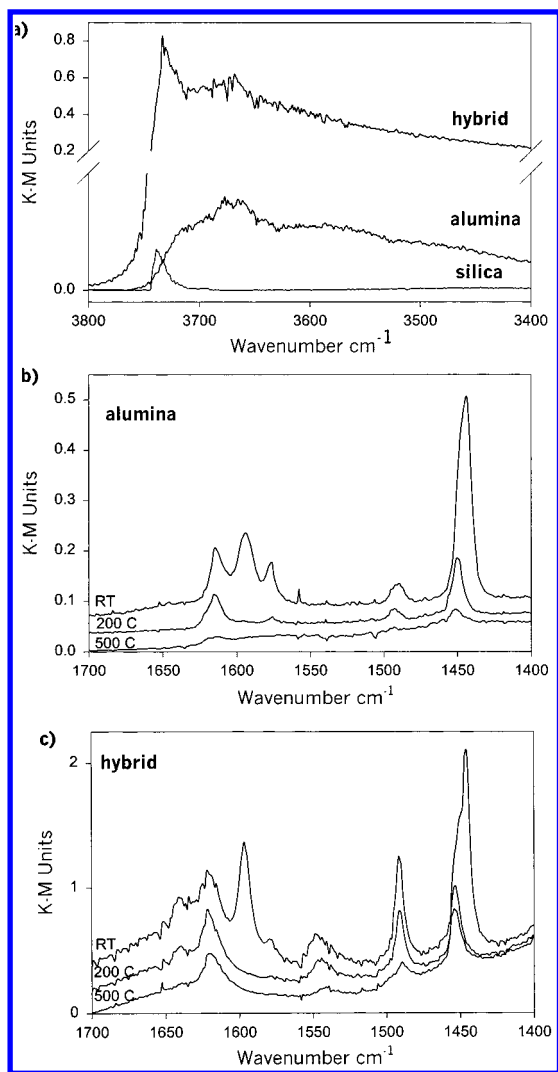 a)
0.8
0.6
0.4
0.2
0.0
K-M Units
hybrid
alumina
silica
3800 3700 3600 3500 3400
Wavenumber cm-1
b)
alumina
0.5
0.4
0.3
0.2
0.1
0.0
K-M Units
RT
200 C
500 C
1700 1650 1600 1550 1500 1450 1400
Wavenumber cm-1
c)
hybrid
2
1
0
K-M Units
RT
200 C
500 C
1700 1650 1600 1550 1500 1450 1400
Wavenumber cm-1